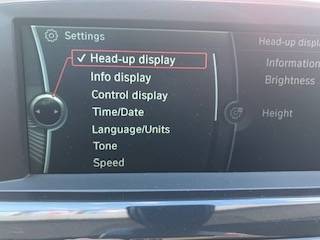 Settings
✓ Head-up display
Info display
Control display
Time/Date
Language/Units
Tone
Speed
Head-up display
Information
Brightness
Height